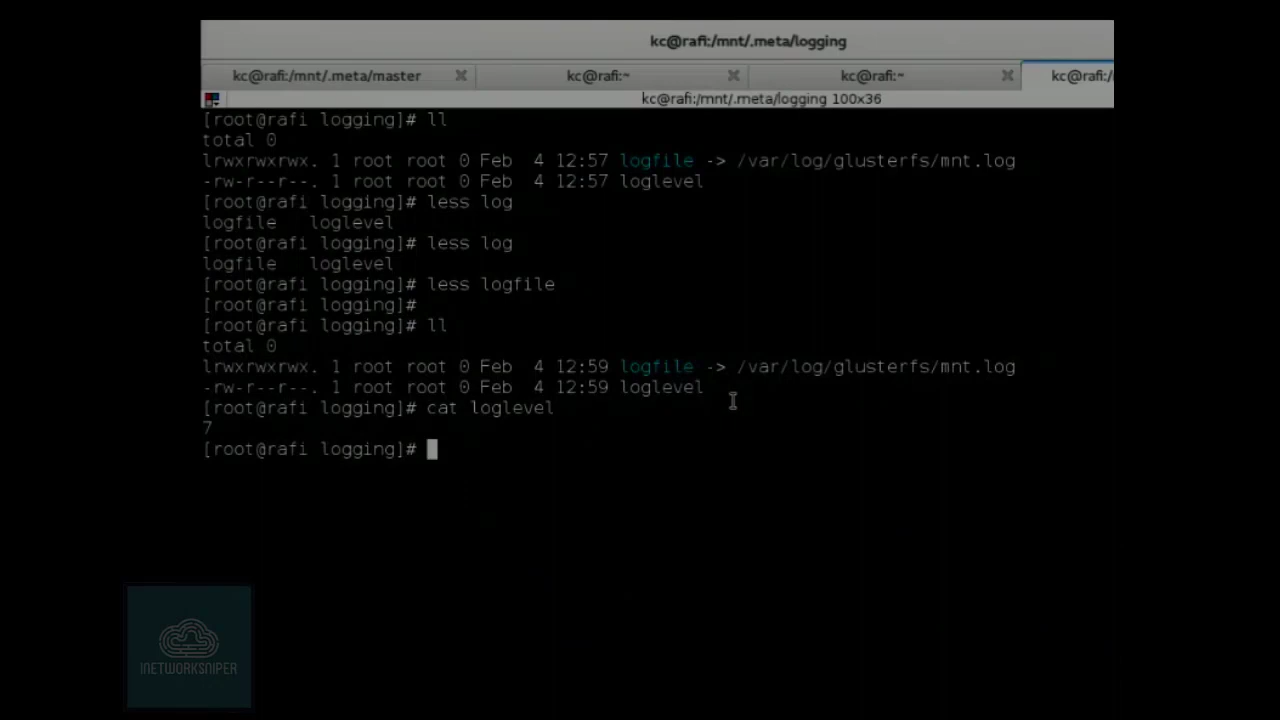 kc@rafi:/mnt/.meta/logging
kc@rafi:/mnt/.meta/master kc@rafi:~ kc@rafi:~ kc@rafi:/
kc@rafi:/mnt/.meta/logging 100x36
[root@rafi logging]# ll
total 0
lrwxrwxrwx. 1 root root 0 Feb  4 12:57 logfile -> /var/log/glusterfs/mnt.log
-rw-r--r--. 1 root root 0 Feb  4 12:57 loglevel
[root@rafi logging]# less log
logfile   loglevel
[root@rafi logging]# less log
logfile   loglevel
[root@rafi logging]# less logfile
[root@rafi logging]#
[root@rafi logging]# ll
total 0
lrwxrwxrwx. 1 root root 0 Feb  4 12:59 logfile -> /var/log/glusterfs/mnt.log
-rw-r--r--. 1 root root 0 Feb  4 12:59 loglevel
[root@rafi logging]# cat loglevel
7
[root@rafi logging]#
INETWORKSNIPER